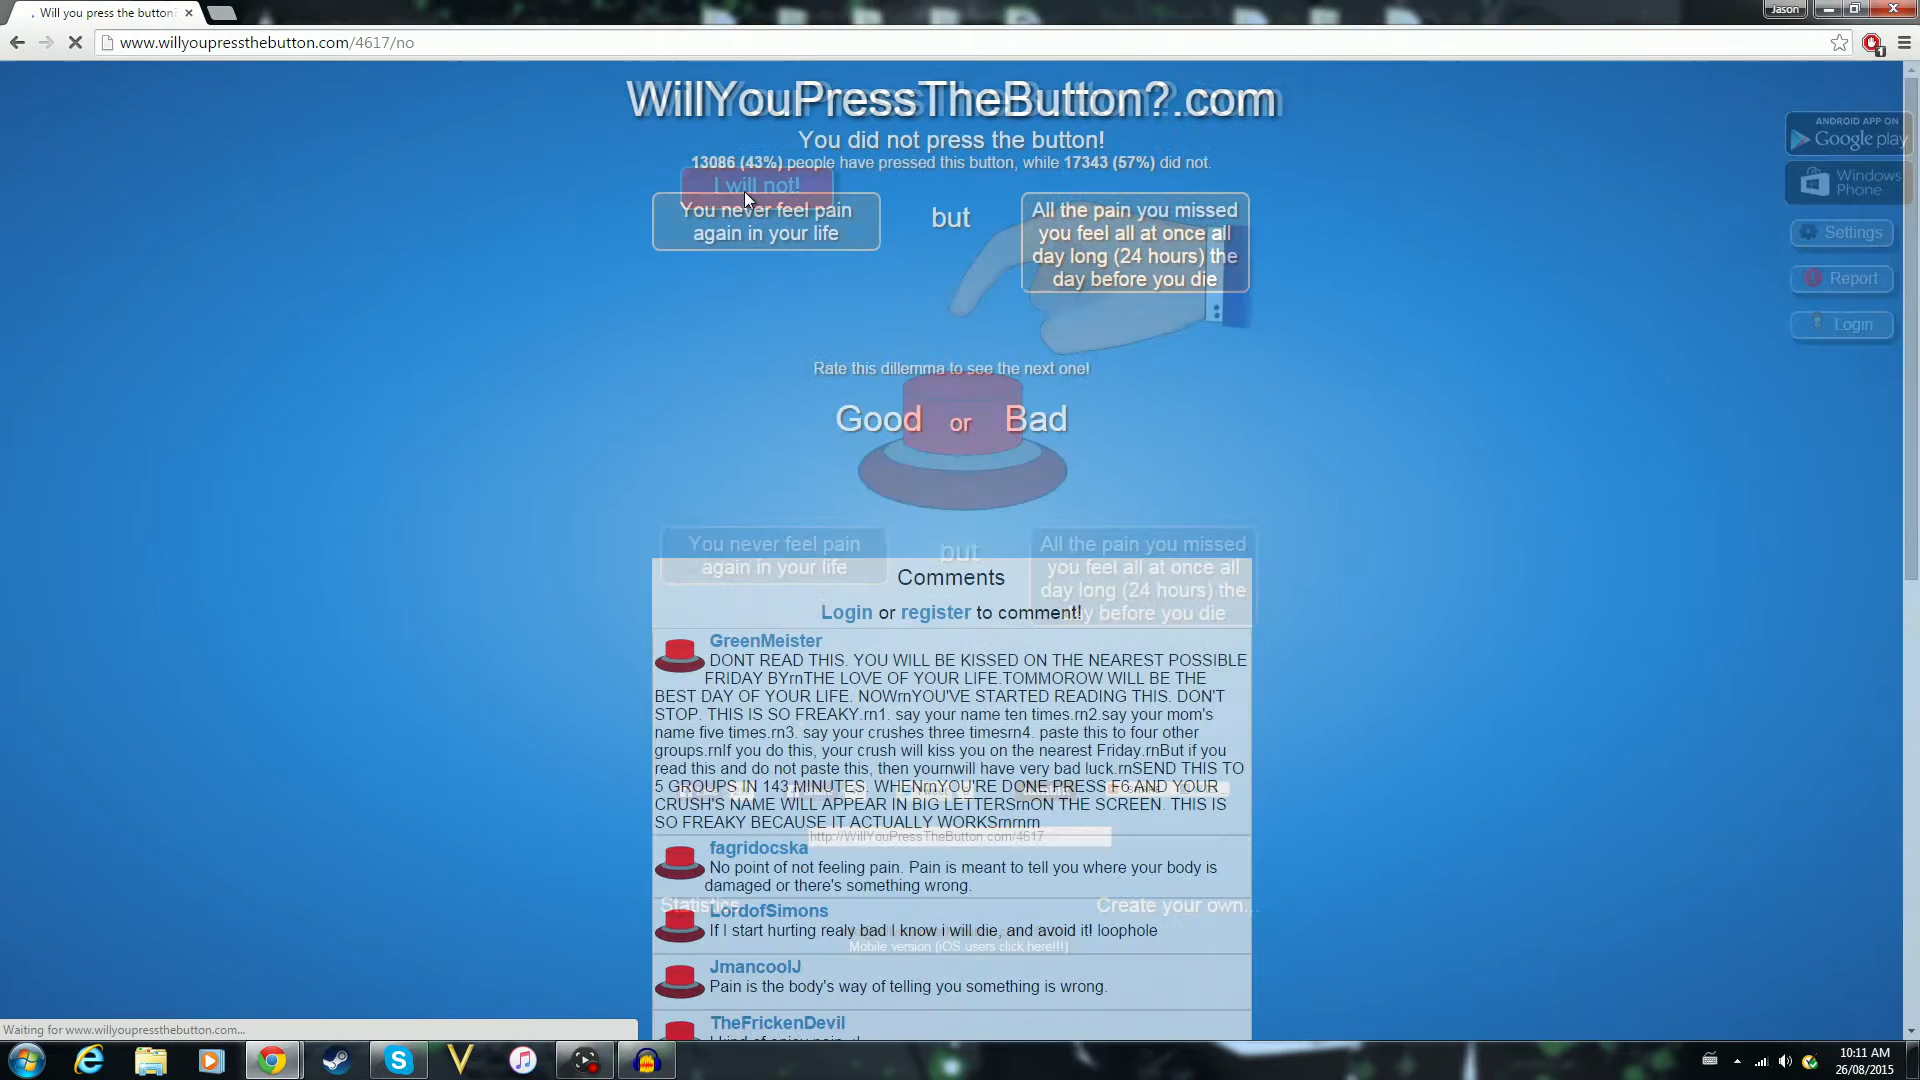 Will you press the button?
Jason
www.willyoupressthebutton.com/4617/no
WillYouPressTheButton?.com
You did not press the button!
13086 (43%) people have pressed this button, while 17343 (57%) did not.
I will not!
You never feel pain
again in your life
but
All the pain you missed
you feel all at once all
day long (24 hours) the
day before you die
ANDROID APP ON
Google play
Windows
Phone
Settings
Report
Login
Rate this dillemma to see the next one!
Good or Bad
You never feel pain
again in your life
but
All the pain you missed
you feel all at once all
day long (24 hours) the
day before you die
Comments
Login or register to comment!
GreenMeister
DONT READ THIS. YOU WILL BE KISSED ON THE NEAREST POSSIBLE
FRIDAY BYrnTHE LOVE OF YOUR LIFE.TOMMOROW WILL BE THE
BEST DAY OF YOUR LIFE. NOWrnYOU'VE STARTED READING THIS. DON'T
STOP. THIS IS SO FREAKY.rn1. say your name ten times.rn2.say your mom's
name five times.rn3. say your crushes three timesrn4. paste this to four other
groups.rnIf you do this, your crush will kiss you on the nearest Friday.rnBut if you
read this and do not paste this, then yournwill have very bad luck.rnSEND THIS TO
5 GROUPS IN 143 MINUTES. WHENrnYOU'RE DONE PRESS F6 AND YOUR
CRUSH'S NAME WILL APPEAR IN BIG LETTERSrnON THE SCREEN. THIS IS
SO FREAKY BECAUSE IT ACTUALLY WORKSrnrnrn
http://WillYouPressTheButton.com/4617
fagridocska
No point of not feeling pain. Pain is meant to tell you where your body is
damaged or there's something wrong.
Statistics
Create your own...
LordofSimons
If I start hurting realy bad I know i will die, and avoid it! loophole
Mobile version (iOS users click here!!!)
JmancoolJ
Pain is the body's way of telling you something is wrong.
TheFrickenDevil
Waiting for www.willyoupressthebutton.com...
10:11 AM
26/08/2015